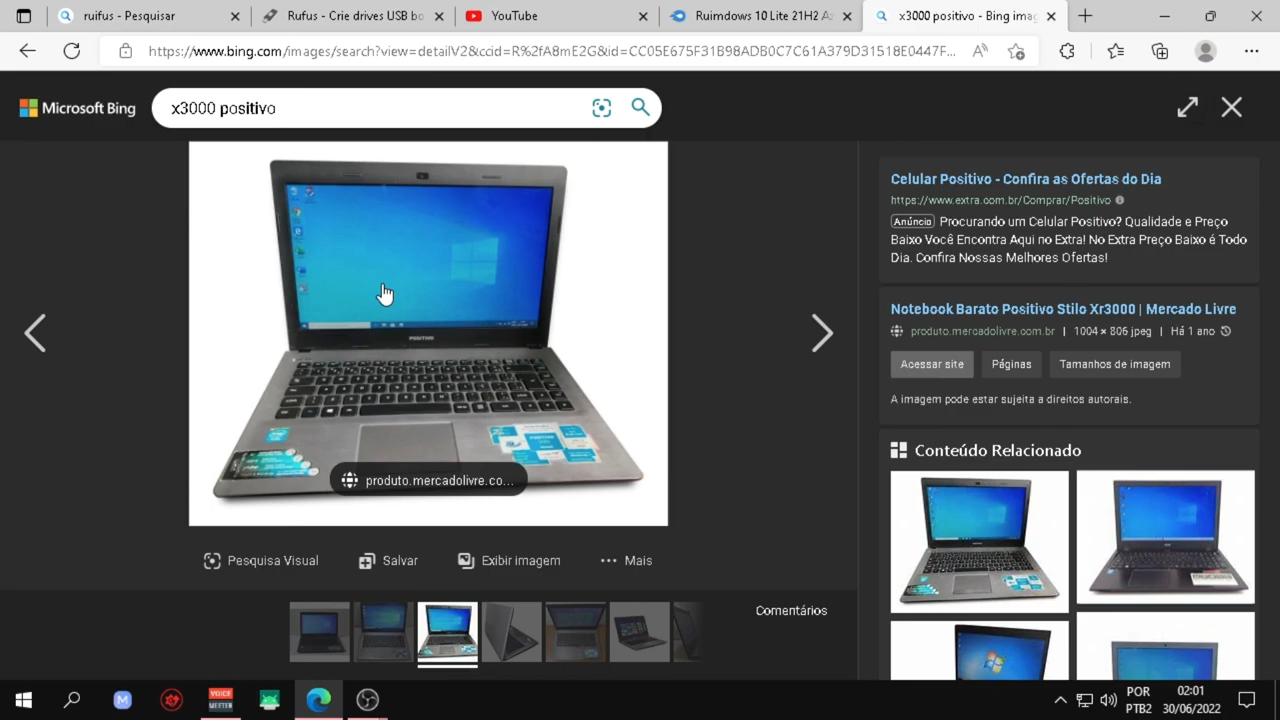 ruifus - Pesquisar
Rufus - Crie drives USB bo
YouTube
Ruimdows 10 Lite 21H2 Az
x3000 positivo - Bing imag
https://www.bing.com/images/search?view=detailV2&ccid=R%2fA8mE2G&id=CC05E675F31B98ADB0C7C61A379D31518E0447F...
Microsoft Bing
x3000 positivo
POSITIVO
produto.mercadolivre.co...
Pesquisa Visual
Salvar
Exibir imagem
Mais
Comentários
Celular Positivo - Confira as Ofertas do Dia
https://www.extra.com.br/Comprar/Positivo
Anúncio Procurando um Celular Positivo? Qualidade e Preço
Baixo Você Encontra Aqui no Extra! No Extra Preço Baixo é Todo
Dia. Confira Nossas Melhores Ofertas!
Notebook Barato Positivo Stilo Xr3000 | Mercado Livre
produto.mercadolivre.com.br | 1004 × 806 jpeg | Há 1 ano
Acessar site
Páginas
Tamanhos de imagem
A imagem pode estar sujeita a direitos autorais.
Conteúdo Relacionado
VOICE
MEETER
POR
PTB2
02:01
30/06/2022